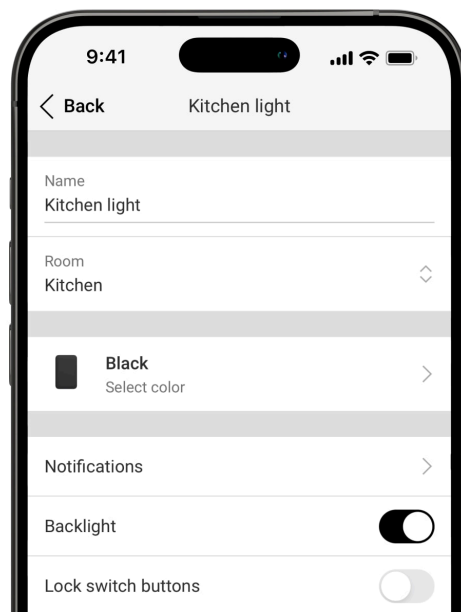 9:41
Back
Kitchen light
Name
Kitchen light
Room
Kitchen
Black
Select color
Notifications
Backlight
Lock switch buttons